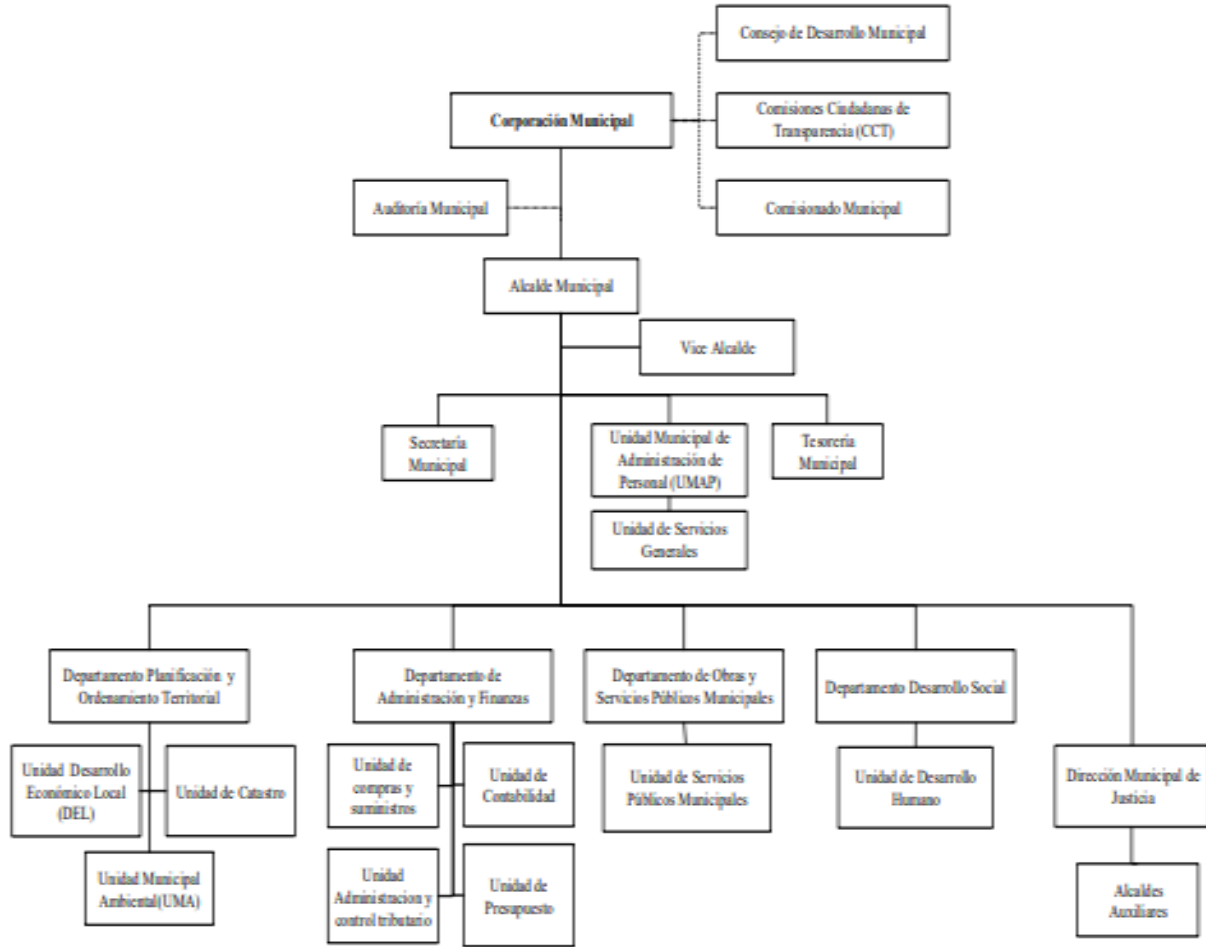 Consejo de Desarrollo Municipal
Corporación Municipal
Comisiones Ciudadanas de
Transparencia (CCT)
Auditoría Municipal
Comisionado Municipal
Alcalde Municipal
Vice Alcalde
Secretaria
Municipal
Unidad Municipal de
Administración de
Personal (UMAP)
Tesorería
Municipal
Unidad de Servicios
Generales
Departamento Planificación y
Ordenamiento Territorial
Departamento de
Administración y Finanzas
Departamento de Obras y
Servicios Públicos Municipales
Departamento Desarrollo Social
Unidad Desarrollo
Económico Local
(DEL)
Unidad de Catastro
Unidad de
compras y
suministros
Unidad de
Contabilidad
Unidad de Servicios
Públicos Municipales
Unidad de Desarrollo
Humano
Dirección Municipal de
Justicia
Unidad Municipal
Ambiental(UMA)
Unidad
Administracion y
control tributario
Unidad de
Presupuesto
Alcaldes
Auxiliares